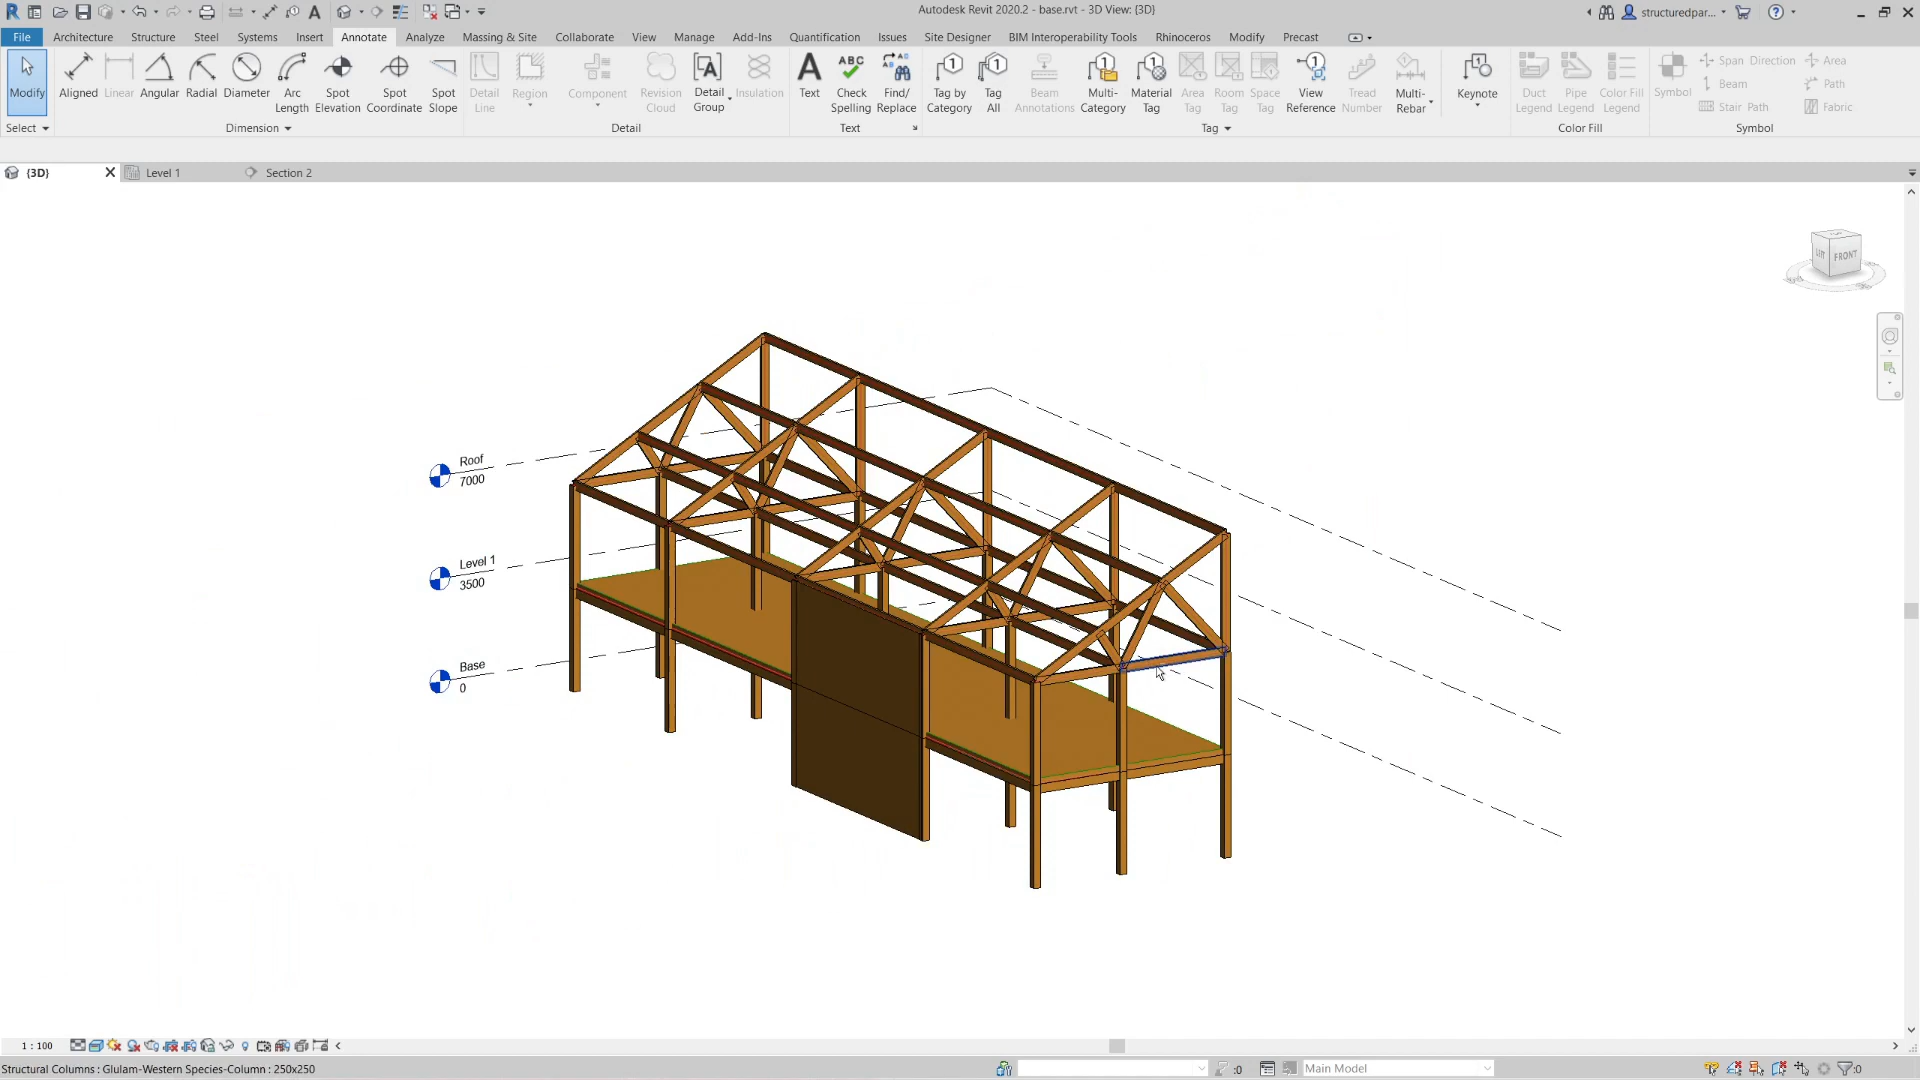 Autodesk Revit 2020.2 - base.rvt - 3D View: {3D}
structuredpar...
File Architecture Structure Steel Systems Insert Annotate Analyze Massing & Site Collaborate View Manage Add-Ins Quantification Issues Site Designer BIM Interoperability Tools Rhinoceros Modify Precast
Modify
Aligned Linear Angular Radial Diameter Arc Length Spot Elevation Spot Coordinate Spot Slope
Detail Line Region Component Revision Cloud Detail Group Insulation
Text Check Spelling Find/ Replace
Tag by Category Tag All Beam Annotations Multi- Category Material Tag Area Tag Room Tag Space Tag View Reference Tread Number Multi- Rebar
Keynote
Duct Legend Pipe Legend Color Fill Legend
Symbol Span Direction Beam Stair Path Area Path Fabric
Select Dimension Detail Text Tag Color Fill Symbol
{3D} Level 1 Section 2
FRONT
Roof
7000
Level 1
3500
Base
0
1 : 100
Structural Columns : Glulam-Western Species-Column : 250x250
:0
Main Model
:0